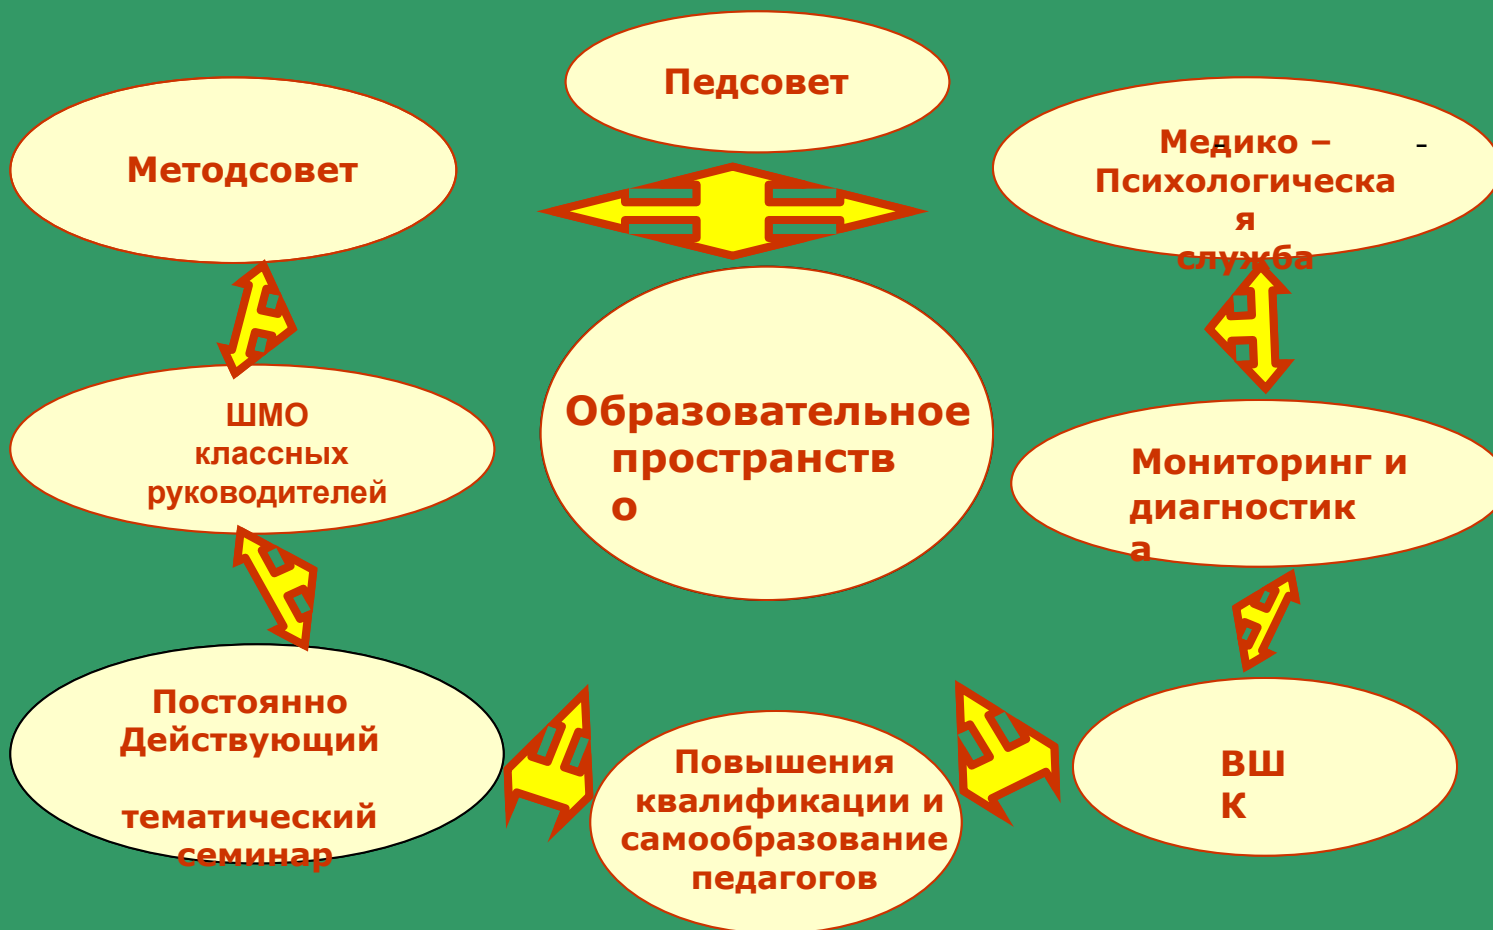 Педсовет
Методсовет
Медико –
Психологическа
я
служба
-
-
Образовательное
пространств
о
ШМО
классных
руководителей
Мониторинг и
диагностик
а
Постоянно
Действующий
тематический
семинар
Повышения
квалификации и
самообразование
педагогов
ВШ
К